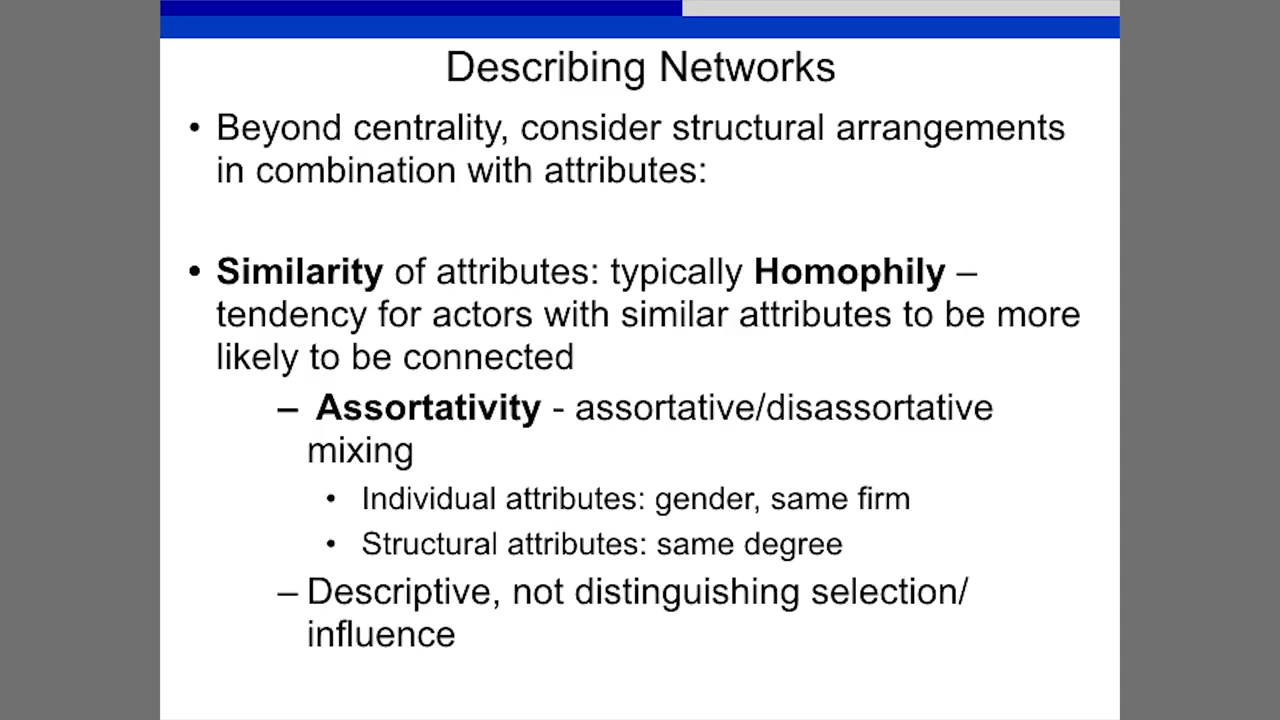 Describing Networks
• Beyond centrality, consider structural arrangements
in combination with attributes:
• Similarity of attributes: typically Homophily –
tendency for actors with similar attributes to be more
likely to be connected
– Assortativity - assortative/disassortative
mixing
• Individual attributes: gender, same firm
• Structural attributes: same degree
– Descriptive, not distinguishing selection/
influence